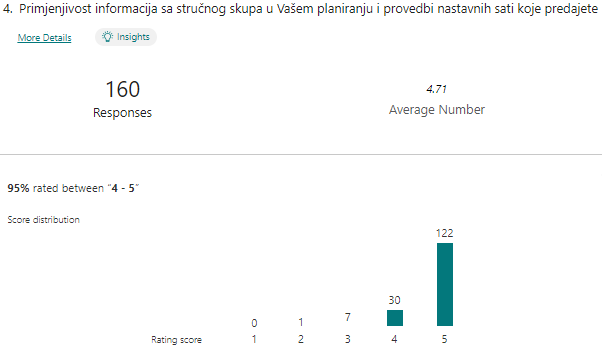 4. Primjenjivost informacija sa stručnog skupa u Vašem planiranju i provedbi nastavnih sati koje predajete
More Details
Insights
160
Responses
4.71
Average Number
95% rated between “4 - 5”
Score distribution
0
1
7
30
122
Rating score
1
2
3
4
5